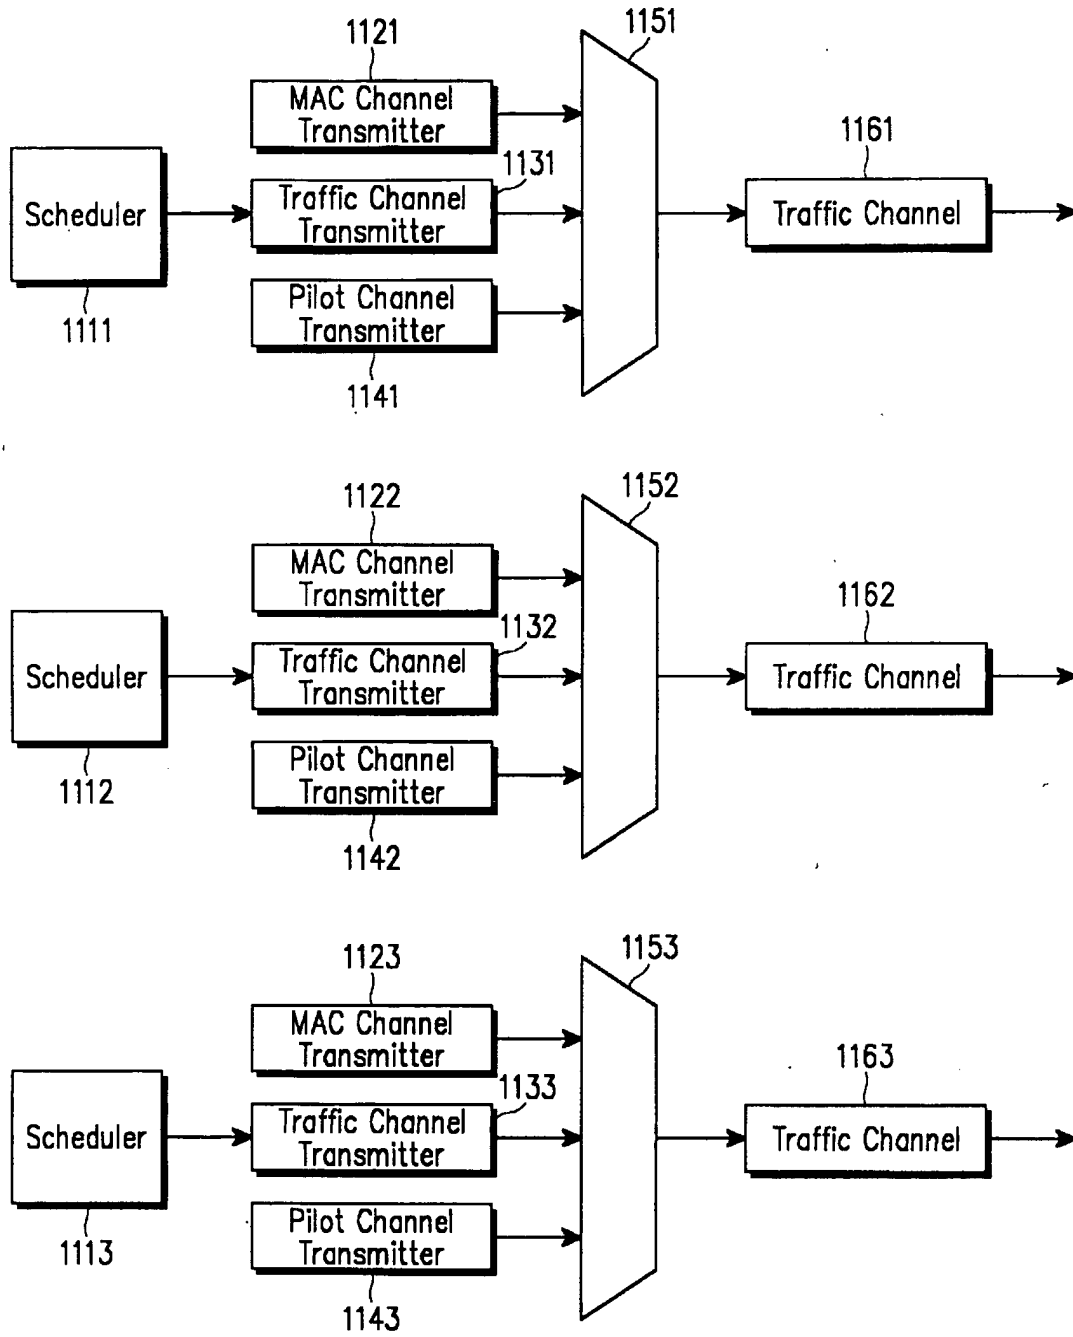 1121
1151
MAC Channel
Transmitter
1161
1131
Scheduler
Traffic Channel
Transmitter
Traffic Channel
Pilot Channel
Transmitter
1111
1141
1122
1152
MAC Channel
Transmitter
1162
1132
Scheduler
Traffic Channel
Transmitter
Traffic Channel
Pilot Channel
Transmitter
1112
1142
1123
1153
MAC Channel
Transmitter
1163
1133
Scheduler
Traffic Channel
Transmitter
Traffic Channel
Pilot Channel
Transmitter
1113
1143